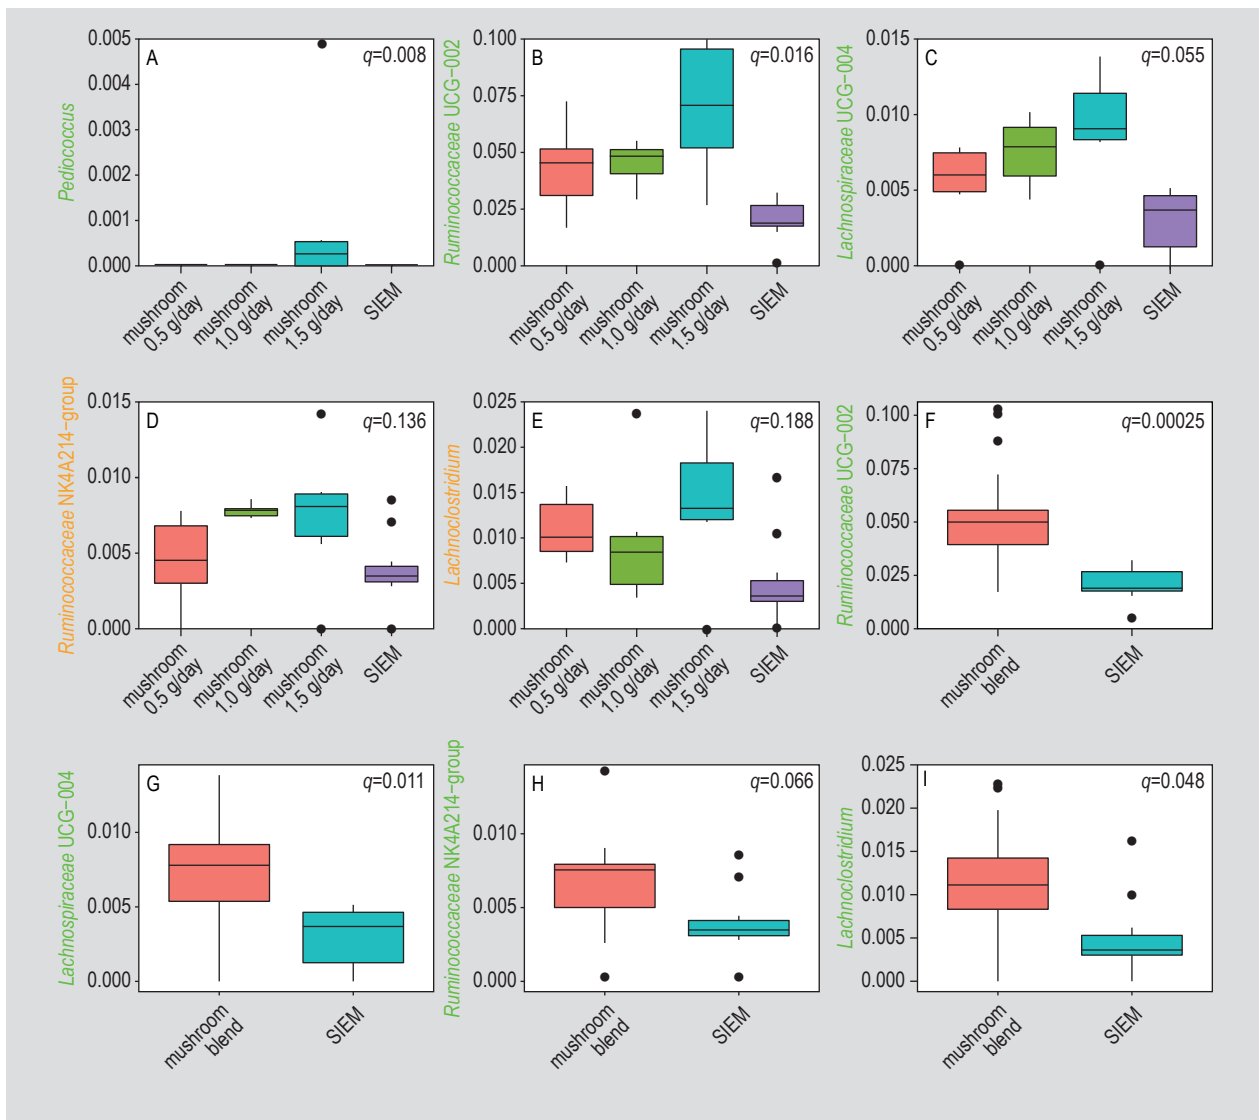 A
q=0.008
Pediococcus
0.005
0.004
0.003
0.002
0.001
0.000
mushroom
0.5 g/day
mushroom
1.0 g/day
mushroom
1.5 g/day
SIEM
B
q=0.016
Ruminococcaceae UCG−002
0.100
0.075
0.050
0.025
0.000
mushroom
0.5 g/day
mushroom
1.0 g/day
mushroom
1.5 g/day
SIEM
C
q=0.055
Lachnospiraceae UCG−004
0.015
0.010
0.005
0.000
mushroom
0.5 g/day
mushroom
1.0 g/day
mushroom
1.5 g/day
SIEM
D
q=0.136
Ruminococcaceae NK4A214−group
0.015
0.010
0.005
0.000
mushroom
0.5 g/day
mushroom
1.0 g/day
mushroom
1.5 g/day
SIEM
E
q=0.188
Lachnoclostridium
0.025
0.020
0.015
0.010
0.005
0.000
mushroom
0.5 g/day
mushroom
1.0 g/day
mushroom
1.5 g/day
SIEM
F
q=0.00025
Ruminococcaceae UCG−002
0.100
0.075
0.050
0.025
0.000
mushroom
blend
SIEM
G
q=0.011
Lachnospiraceae UCG−004
0.010
0.005
0.000
mushroom
blend
SIEM
H
q=0.066
Ruminococcaceae NK4A214−group
0.010
0.005
0.000
mushroom
blend
SIEM
I
q=0.048
Lachnoclostridium
0.025
0.020
0.015
0.010
0.005
0.000
mushroom
blend
SIEM